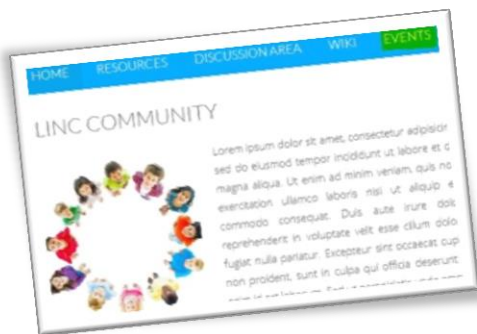 HOME RESOURCES DISCUSSION AREA WIKI EVENTS
LINC COMMUNITY
Lorem ipsum dolor sit amet, consectetur adipisicin
sed do eiusmod tempor incididunt ut labore et d
magna aliqua. Ut enim ad minim veniam, quis no
exercitation ullamco laboris nisi ut aliquip e
commodo consequat. Duis aute irure dolo
reprehenderit in voluptate velit esse cillum dolo
fugiat nulla pariatur. Excepteur sint occaecat cup
non proident, sunt in culpa qui officia deserunt